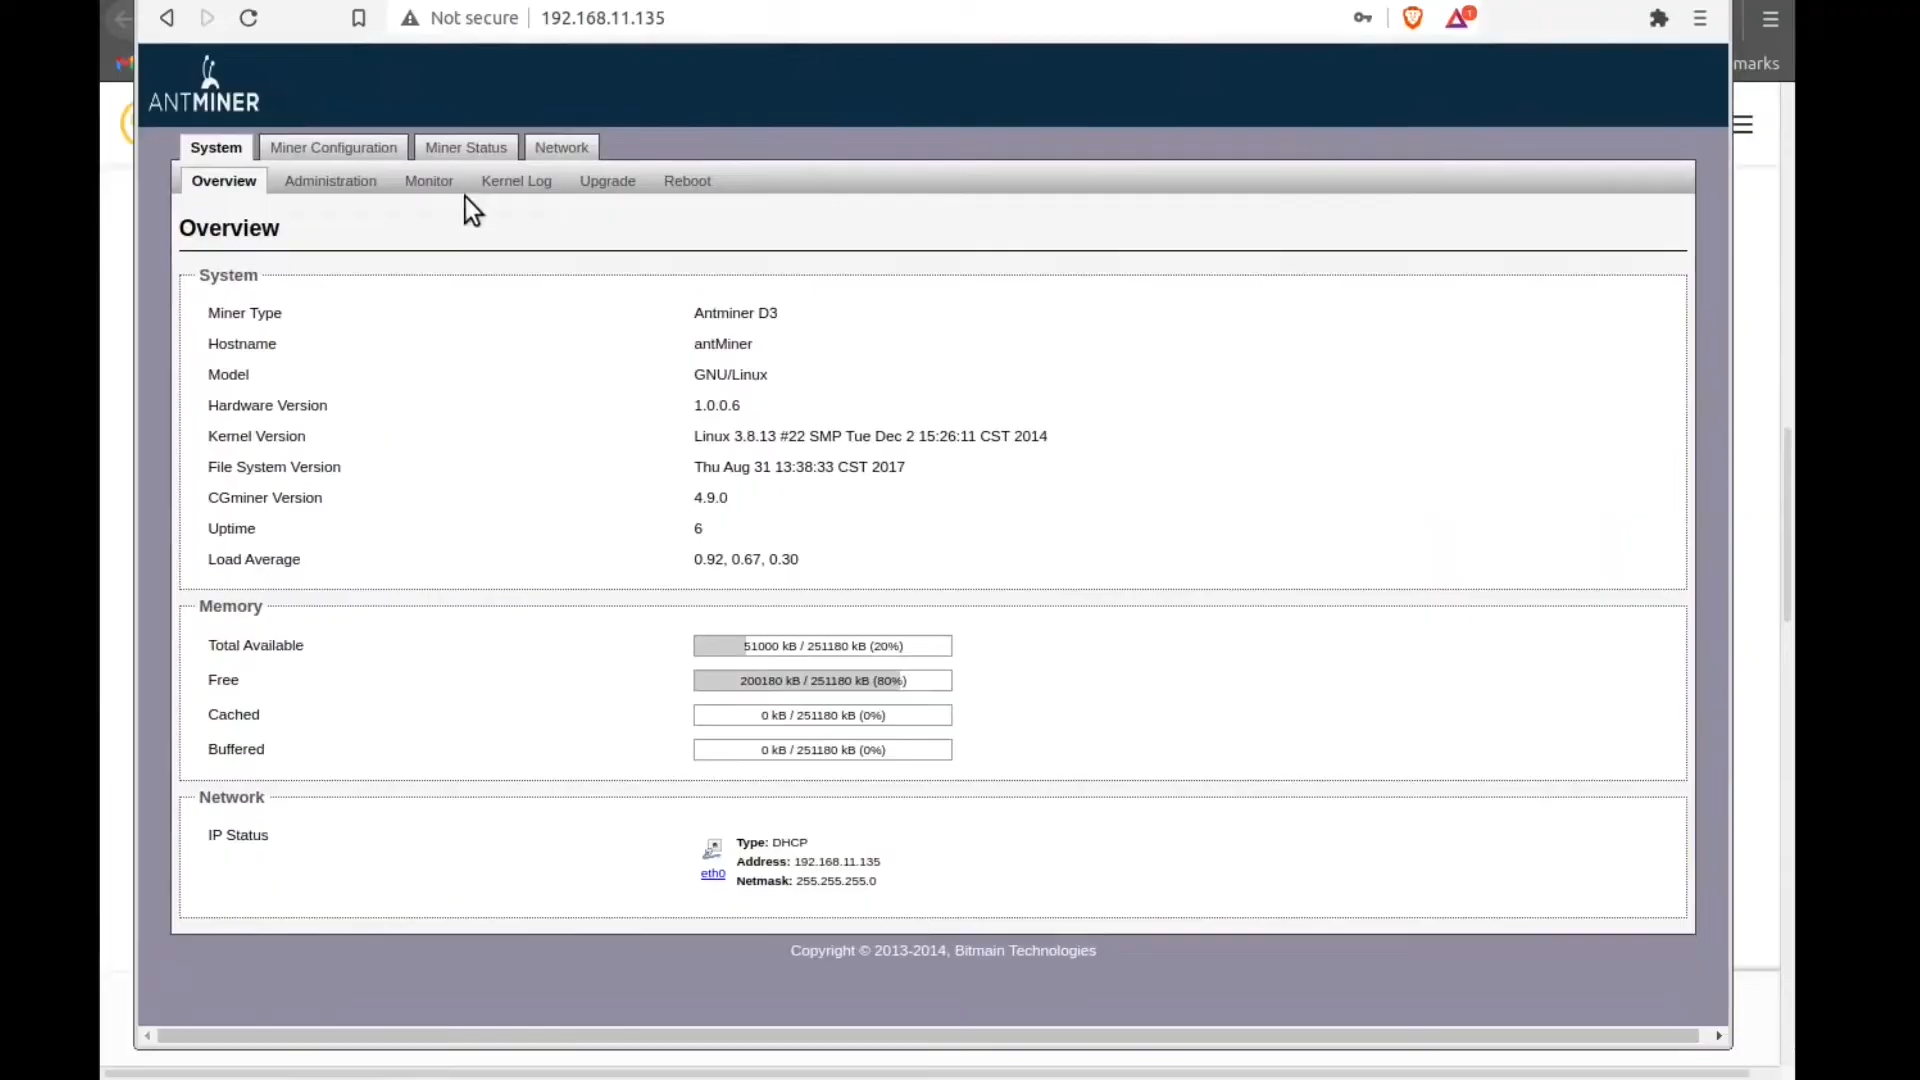 Not secure | 192.168.11.135
1
marks
ANTMINER
System Miner Configuration Miner Status Network
Overview Administration Monitor Kernel Log Upgrade Reboot
Overview
System
Miner Type Antminer D3
Hostname antMiner
Model GNU/Linux
Hardware Version 1.0.0.6
Kernel Version Linux 3.8.13 #22 SMP Tue Dec 2 15:26:11 CST 2014
File System Version Thu Aug 31 13:38:33 CST 2017
CGminer Version 4.9.0
Uptime 6
Load Average 0.92, 0.67, 0.30
Memory
Total Available 51000 kB / 251180 kB (20%)
Free 200180 kB / 251180 kB (80%)
Cached 0 kB / 251180 kB (0%)
Buffered 0 kB / 251180 kB (0%)
Network
IP Status
Type: DHCP
Address: 192.168.11.135
eth0
Netmask: 255.255.255.0
Copyright © 2013-2014, Bitmain Technologies